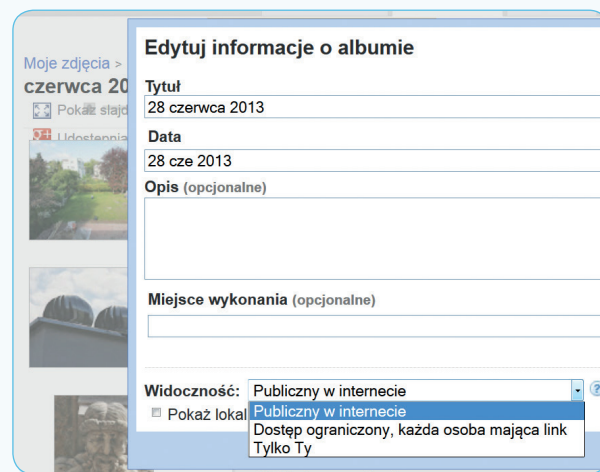 Moje zdjęcia >
czerwca 20
Pokaż slajd
Udostępnia
Edytuj informacje o albumie
Tytuł
28 czerwca 2013
Data
28 cze 2013
Opis (opcjonalne)
Miejsce wykonania (opcjonalne)
Widoczność: Publiczny w internecie
Pokaż lokal
Publiczny w internecie
Dostęp ograniczony, każda osoba mająca link
Tylko Ty